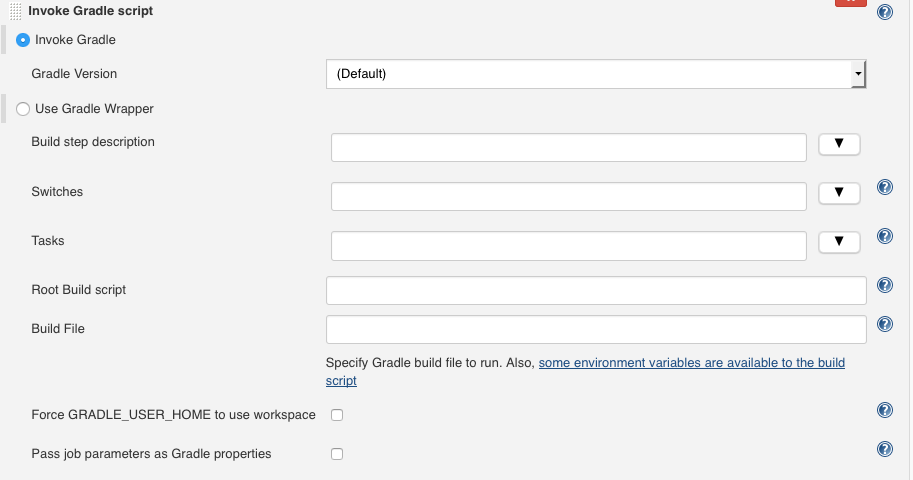 Invoke Gradle script
Invoke Gradle
Gradle Version
(Default)
Use Gradle Wrapper
Build step description
Switches
Tasks
Root Build script
Build File
Specify Gradle build file to run. Also, some environment variables are available to the build
script
Force GRADLE_USER_HOME to use workspace
Pass job parameters as Gradle properties